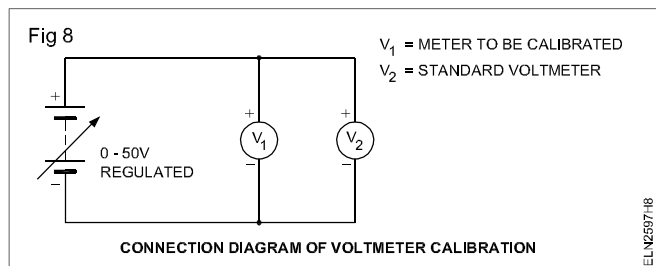 Fig 8
V1 = METER TO BE CALIBRATED
V2 = STANDARD VOLTMETER
+
0 - 50V
REGULATED
–
+
V1
–
+
V2
–
CONNECTION DIAGRAM OF VOLTMETER CALIBRATION
ELN2597H8